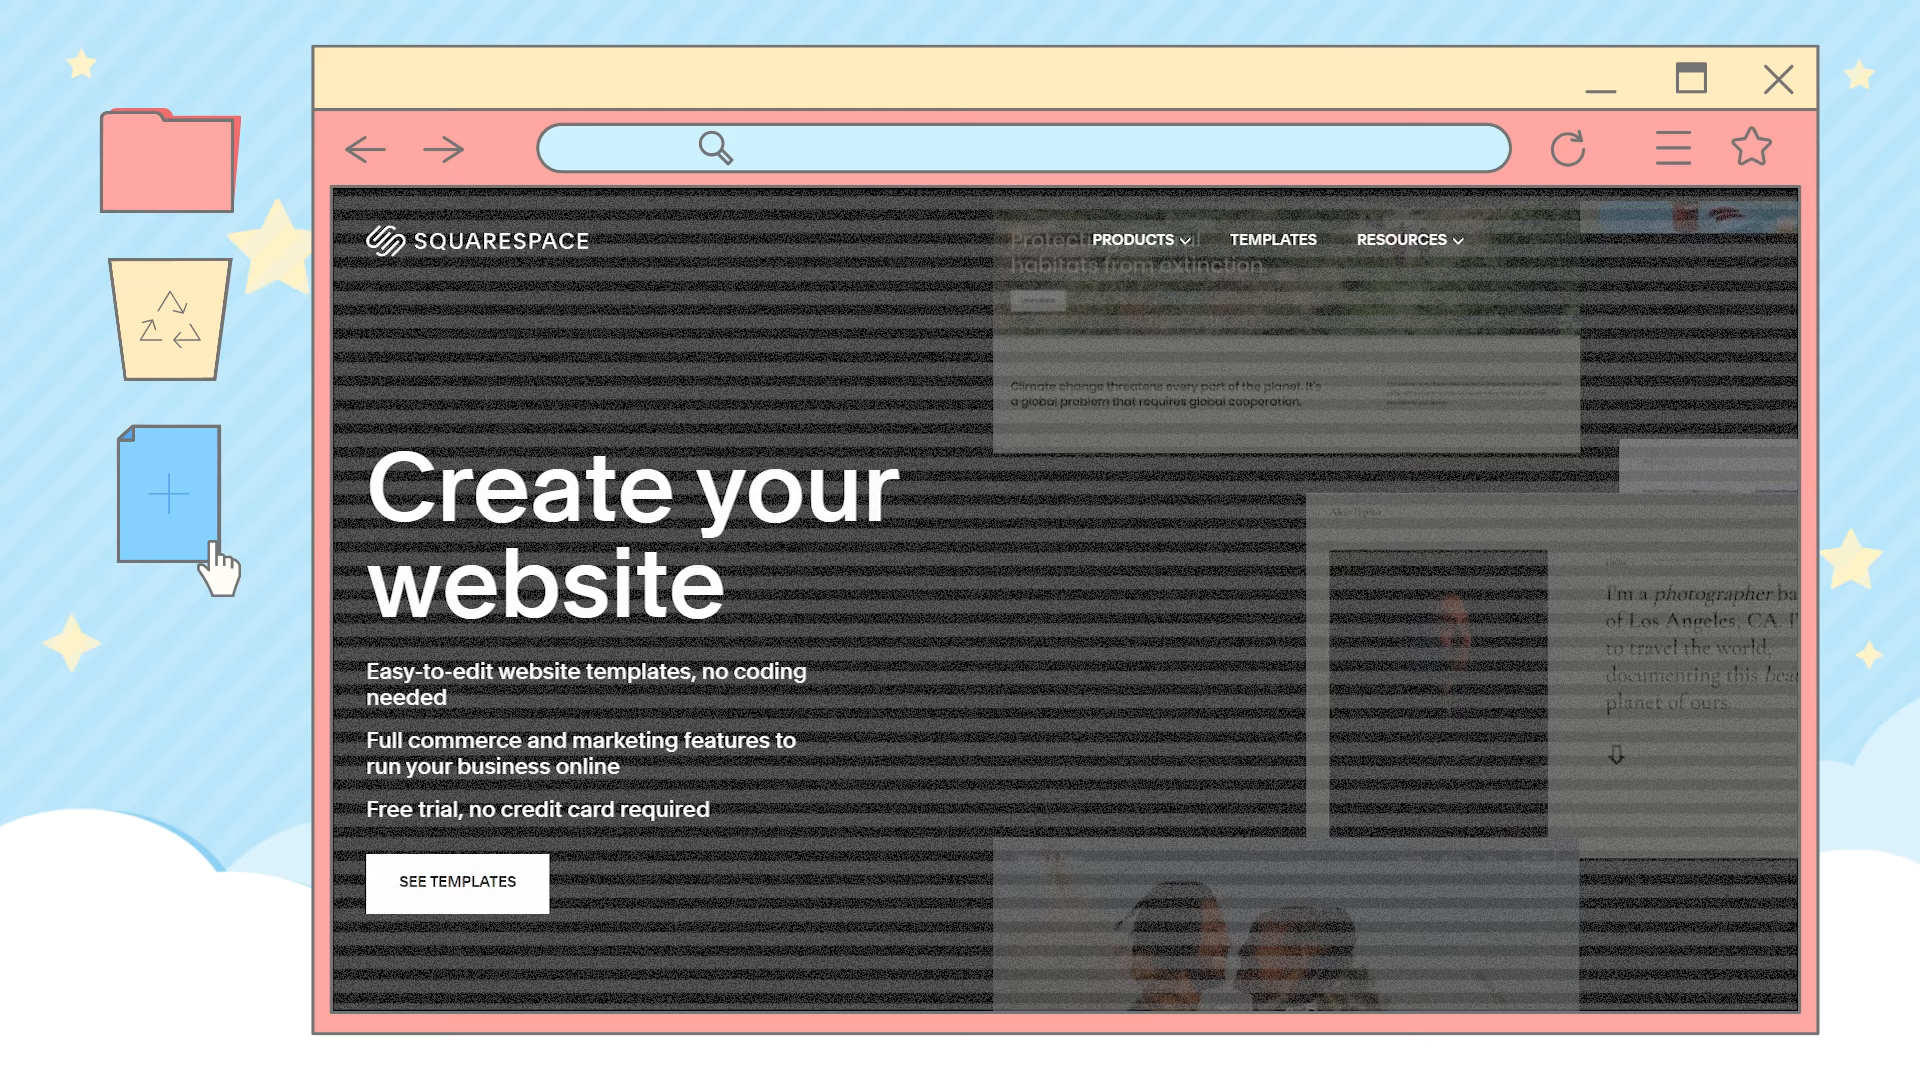 SQUARESPACE
PRODUCTS
TEMPLATES
RESOURCES
habitats from extinction.
Climate change threatens every part of the planet. It's
a global problem that requires global cooperation.
Create your
website
Easy-to-edit website templates, no coding
needed
Full commerce and marketing features to
run your business online
Free trial, no credit card required
SEE TEMPLATES
I'm a photographer ba
of Los Angeles, CA. I'
to travel the world,
documenting this beau
planet of ours.